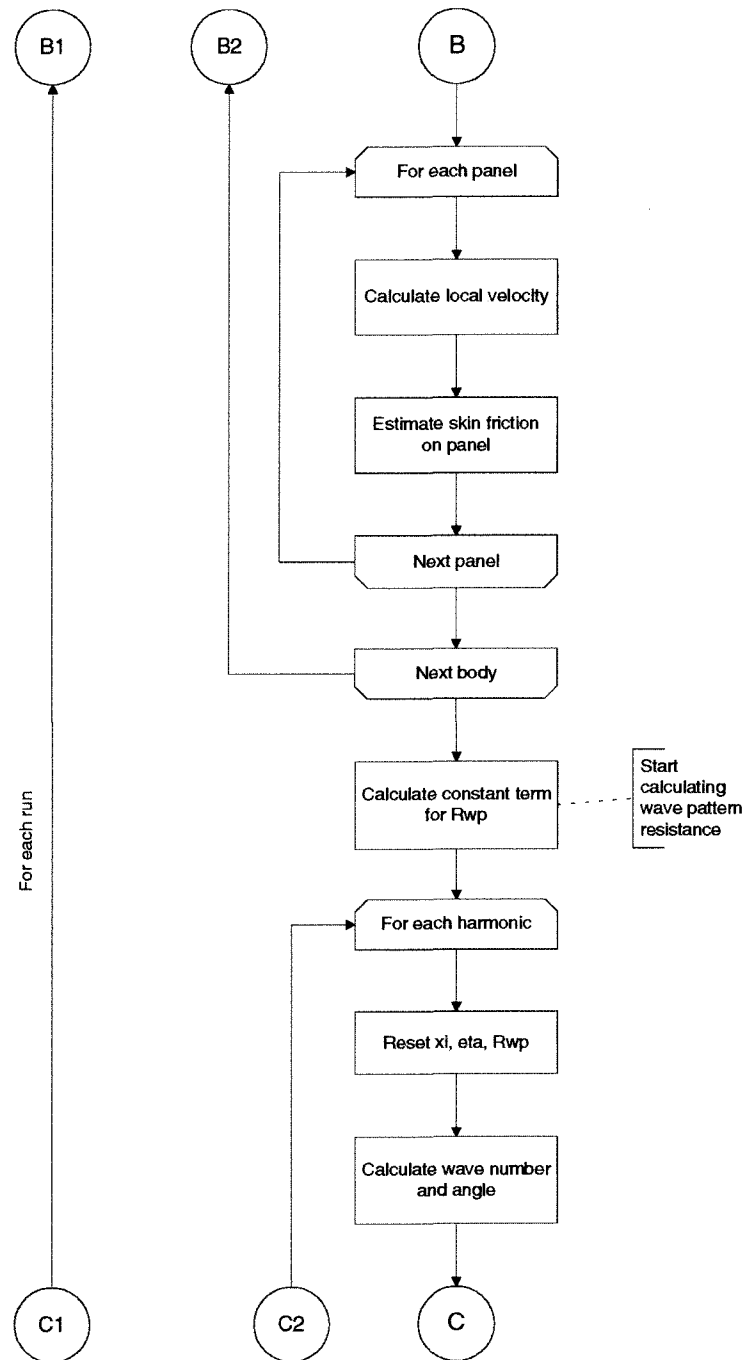 B1
B2
B
For each panel
Calculate local velocity
Estimate skin friction
on panel
Next panel
Next body
Calculate constant term
for Rwp
Start
calculating
wave pattern
resistance
For each run
For each harmonic
Reset xi, eta, Rwp
Calculate wave number
and angle
C1
C2
C